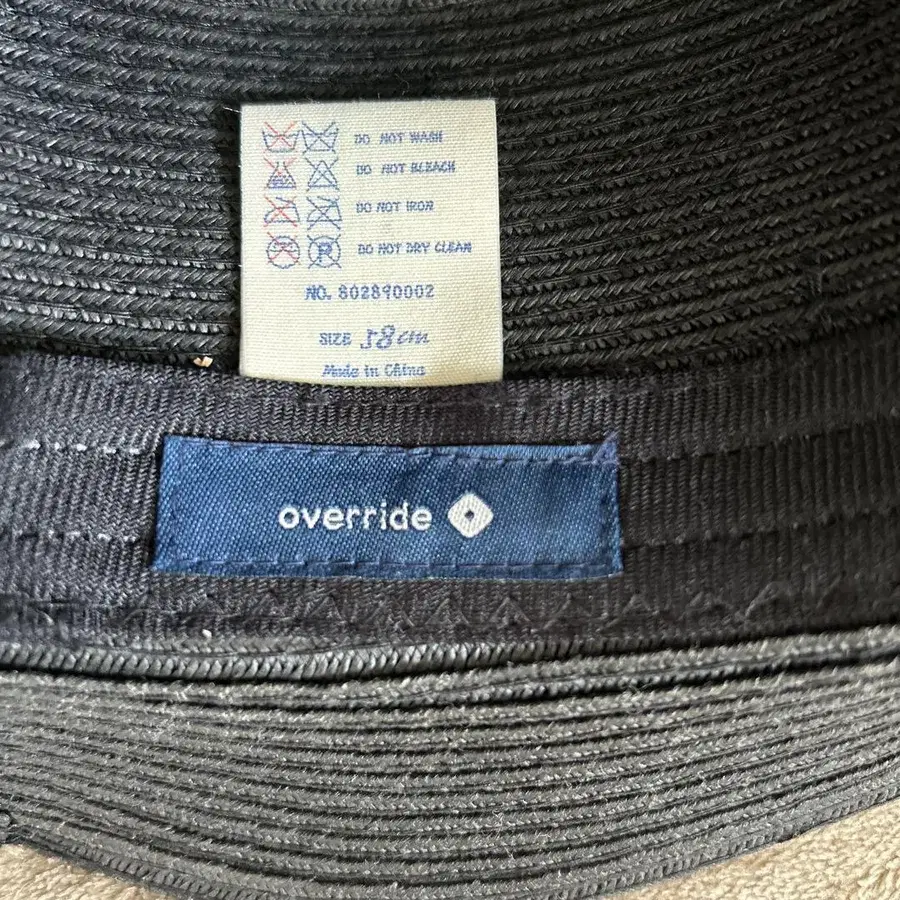 DO NOT WASH
DO NOT BLEACH
DO NOT IRON
P DO NOT DRY CLEAN
NO. 802890002
SIZE 58cm
Made in China
override